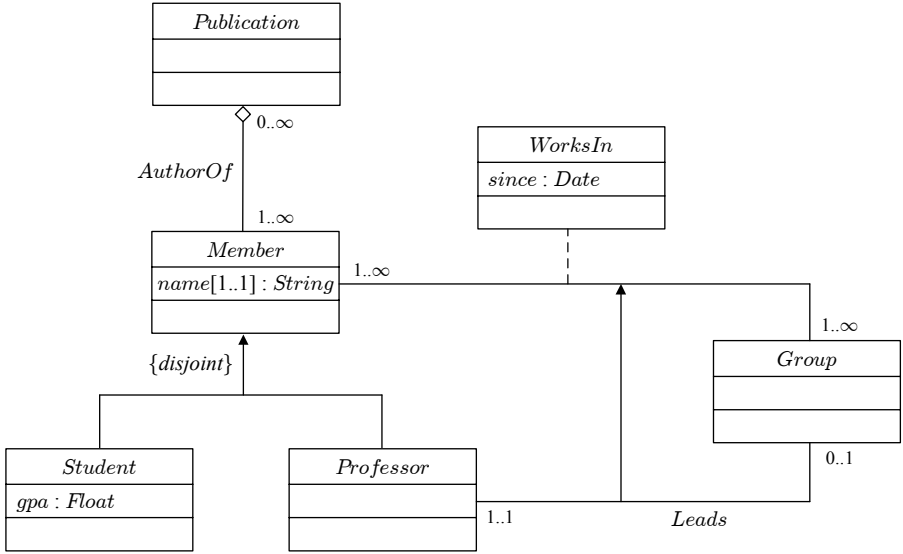 Publication
0..∞
AuthorOf
1..∞
WorksIn
since : Date
Member
name[1..1] : String
1..∞
1..∞
Group
{disjoint}
0..1
Student
gpa : Float
Professor
1..1
Leads